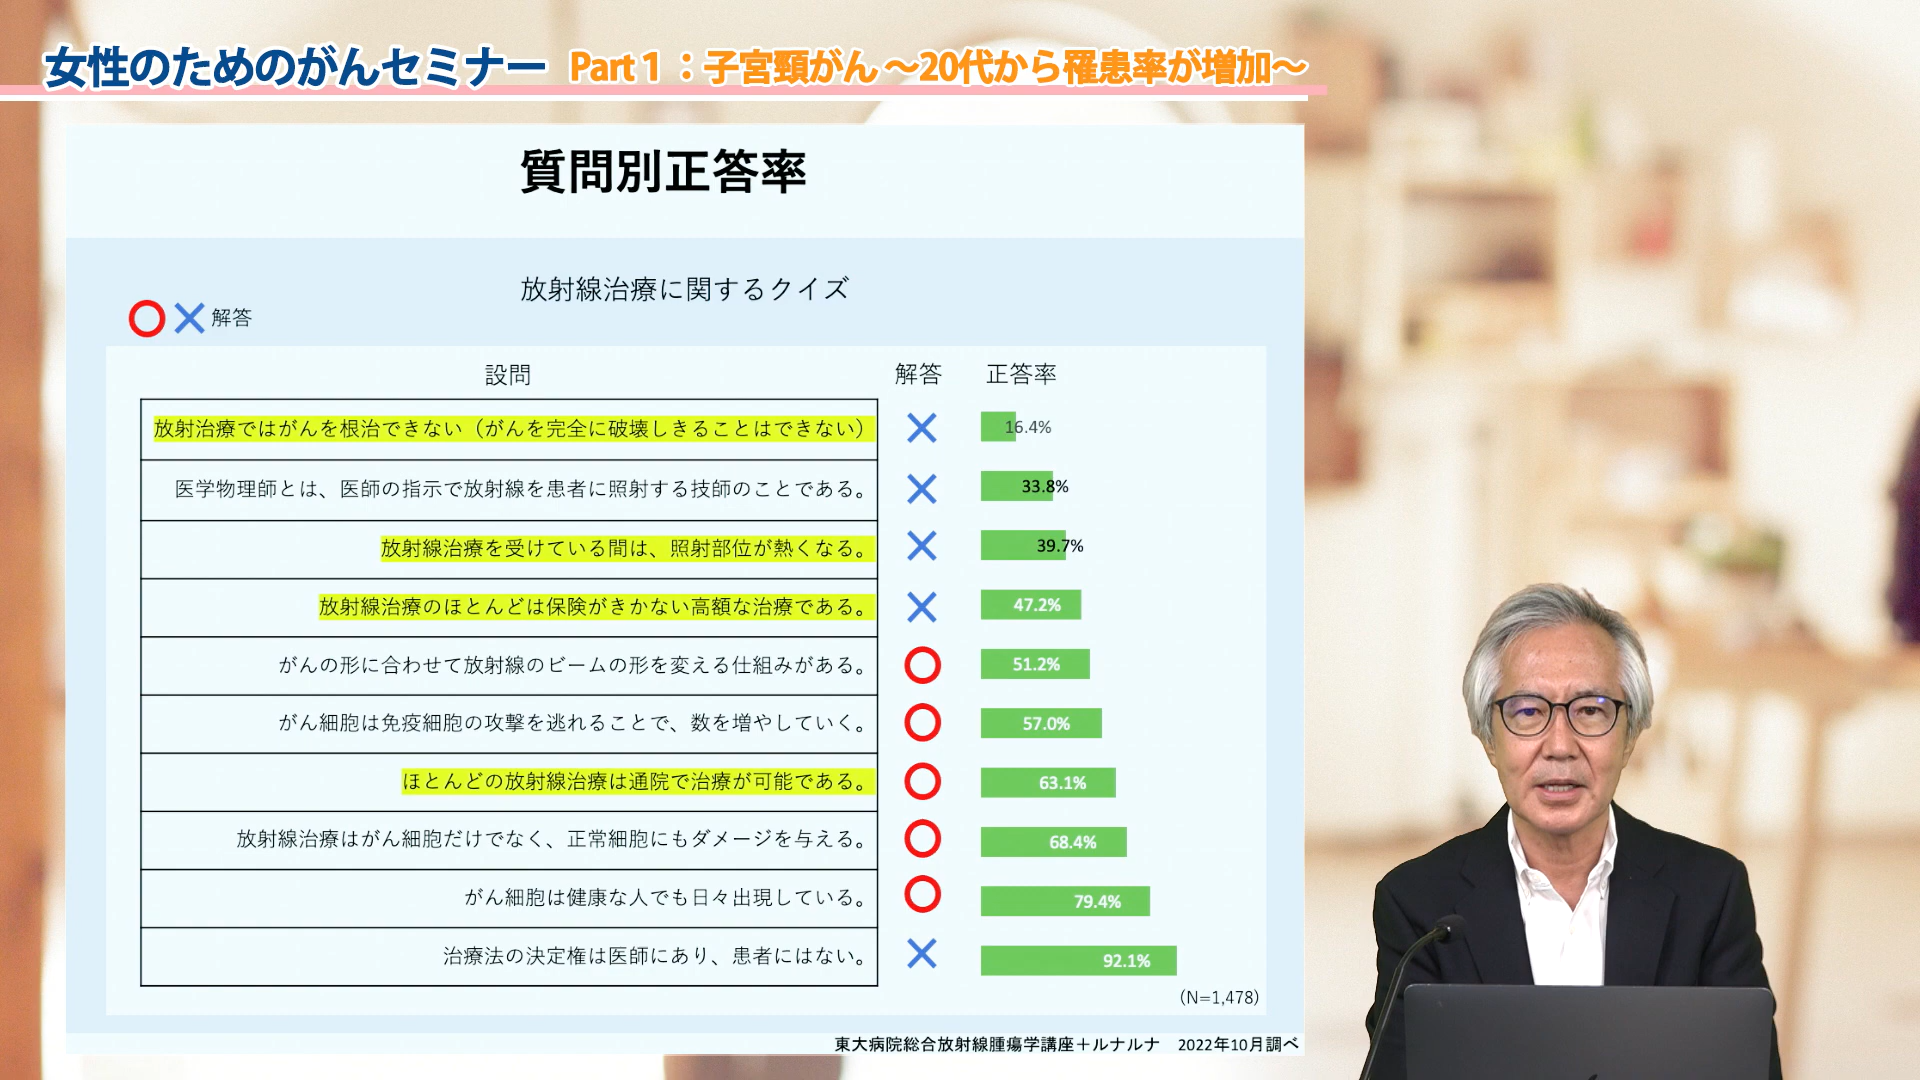 女性のためのがんセミナー Part 1：子宮頸がん～20代から罹患率が増加～
質問別正答率
放射線治療に関するクイズ
解答
設問 解答 正答率
放射治療ではがんを根治できない（がんを完全に破壊しきることはできない） 16.4%
医学物理師とは、医師の指示で放射線を患者に照射する技師のことである。 33.8%
放射線治療を受けている間は、照射部位が熱くなる。 39.7%
放射線治療のほとんどは保険がきかない高額な治療である。 47.2%
がんの形に合わせて放射線のビームの形を変える仕組みがある。 51.2%
がん細胞は免疫細胞の攻撃を逃れることで、数を増やしていく。 57.0%
ほとんどの放射線治療は通院で治療が可能である。 63.1%
放射線治療はがん細胞だけでなく、正常細胞にもダメージを与える。 68.4%
がん細胞は健康な人でも日々出現している。 79.4%
治療法の決定権は医師にあり、患者にはない。 92.1%
（N=1,478）
東大病院総合放射線腫瘍学講座＋ルナルナ 2022年10月調べ